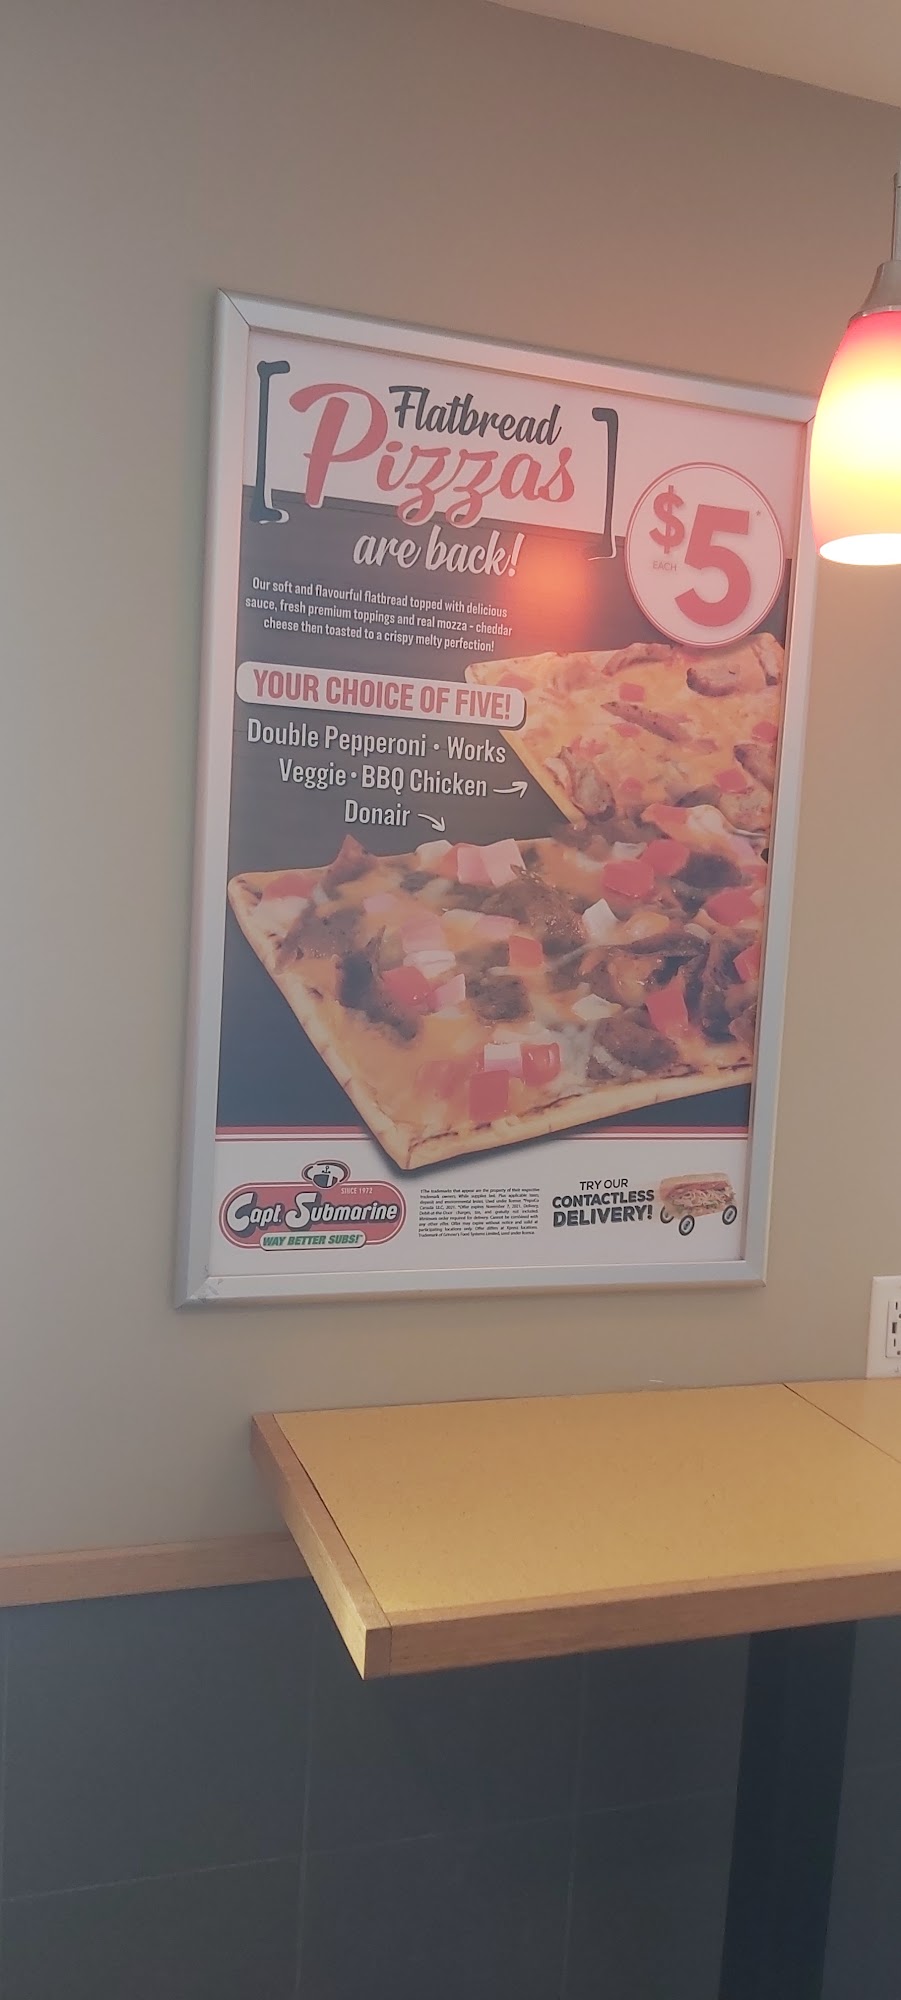 Flatbread
Pizzas
are back!
$5*
EACH
Our soft and flavourful flatbread topped with delicious
sauce, fresh premium toppings and real mozza - cheddar
cheese then toasted to a crispy melty perfection!
YOUR CHOICE OF FIVE!
Double Pepperoni • Works
Veggie • BBQ Chicken
Donair
SINCE 1972
Capt. Submarine
WAY BETTER SUBS!
TRY OUR
CONTACTLESS
DELIVERY!